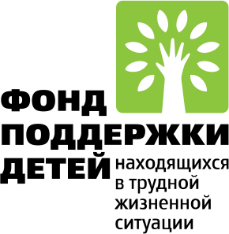 ФОНД
ПОДДЕРЖКИ
ДЕТЕЙ
находящихся
в трудной
жизненной
ситуации